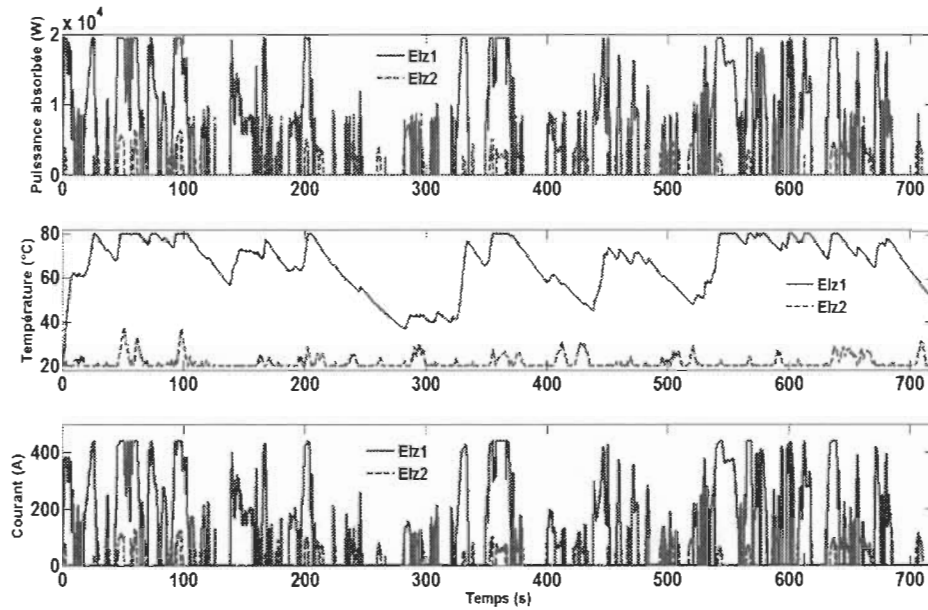 2 x 10⁴
Puissance absorbée (W)
1
0
Elz1
Elz2
0 100 200 300 400 500 600 700
Température (°C)
80
60
40
20
Elz1
Elz2
0 100 200 300 400 500 600 700
Courant (A)
400
200
0
Elz1
Elz2
0 100 200 300 400 500 600 700
Temps (s)